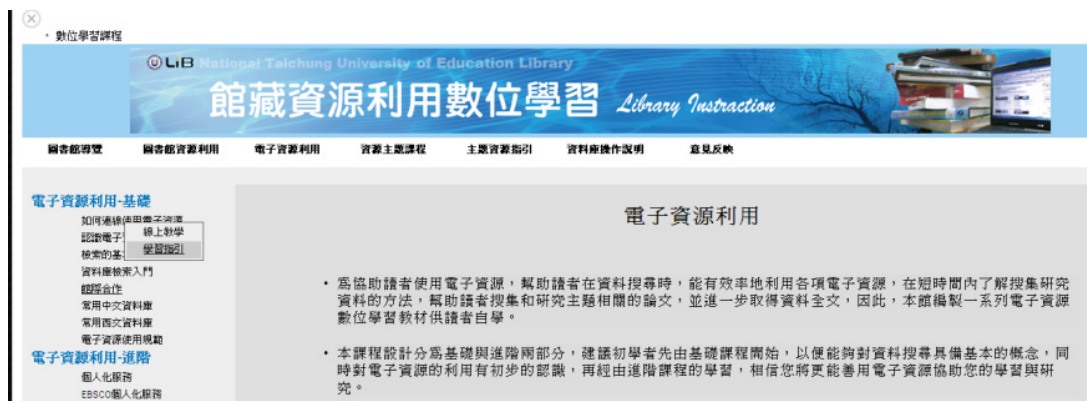 數位學習課程
LIB National Taichung University of Education Library
館藏資源利用數位學習 Library Instraction
圖書館導覽 圖書館資源利用 電子資源利用 資源主題課程 主題資源指引 資料庫操作說明 意見反映
電子資源利用-基礎
如何連線使用電子資源
認識電子
線上教學
檢索的基
學習指引
資料庫檢索入門
館際合作
常用中文資料庫
常用西文資料庫
電子資源使用規範
電子資源利用-進階
個人化服務
EBSCO個人化服務
電子資源利用
・為協助讀者使用電子資源，幫助讀者在資料搜尋時，能有效率地利用各項電子資源，在短時間內了解搜集研究
資料的方法，幫助讀者搜集和研究主題相關的論文，並進一步取得資料全文，因此，本館編製一系列電子資源
數位學習教材供讀者自學。
・本課程設計分為基礎與進階兩部分，建議初學者先由基礎課程開始，以便能夠對資料搜尋具備基本的概念，同
時對電子資源的利用有初步的認識，再經由進階課程的學習，相信您將更能善用電子資源協助您的學習與研
究。